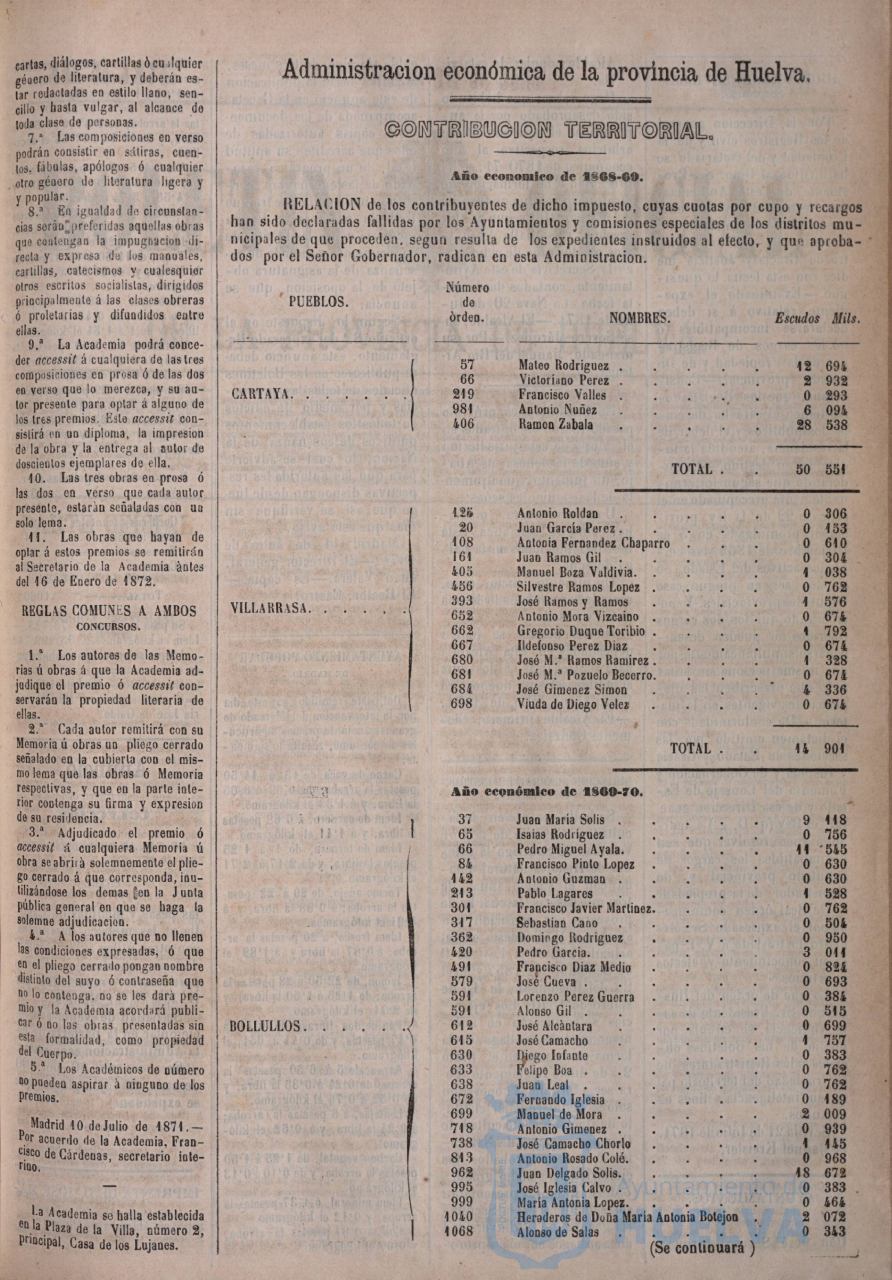 cartas, diálogos, cartillas ò cualquier
género de literatura, y deberán es-
tar redactadas en estilo llano, sen-
cillo y hasta vulgar, al alcance de
toda clase de personas.
7.ª Las composiciones en verso
podrán consistir en sátiras, cuen-
tos, fábulas, apólogos ó cualquier
otro género de literatura ligera y
y popular.
8.ª En igualdad de circunstan-
cias serán preferidas aquellas obras
que contengan la impugnacion di-
recta y expresa de los manuales,
cartillas, catecismos y cualesquier
otros escritos socialistas, dirigidos
principalmente á las clases obreras
ó proletarias y difundidos entre
ellas.
9.ª La Academia podrá conce-
der accessit á cualquiera de las tres
composiciones en prosa ó de las dos
en verso que lo merezca, y su au-
tor presente para optar á alguno de
los tres premios. Este accessit con-
sistirá en un diploma, la impresion
de la obra y la entrega al autor de
doscientos ejemplares de ella.
10. Las tres obras en prosa ó
las dos en verso que cada autor
presente, estarán señaladas con un
solo lema.
11. Las obras que hayan de
optar á estos premios se remitirán
al Secretario de la Academia àntes
del 16 de Enero de 1872.
REGLAS COMUNES A AMBOS
CONCURSOS.
1.ª Los autores de las Memo-
rias ú obras á que la Academia ad-
judique el premio ó accessit con-
servarán la propiedad literaria de
ellas.
2.ª Cada autor remitirá con su
Memoria ú obras un pliego cerrado
señalado en la cubierta con el mis-
mo lema que las obras ó Memoria
respectivas, y que en la parte inte-
rior contenga su firma y expresion
de su residencia.
3.ª Adjudicado el premio ó
accessit á cualquiera Memoria ú
obra se abrirá solemnemente el plie-
go cerrado á que corresponda, inu-
tilizándose los demas en la Junta
pública general en que se haga la
solemne adjudicacion.
4.ª A los autores que no llenen
las condiciones expresadas, ó que
en el pliego cerrado pongan nombre
distinto del suyo ó contraseña que
no lo contenga, no se les dará pre-
mio y la Academia acordará publi-
car ó no las obras presentadas sin
esta formalidad, como propiedad
del Cuerpo.
5.ª Los Académicos de número
no pueden aspirar à ninguno de los
premios.
Madrid 10 de Julio de 1871.—
Por acuerdo de la Academia, Fran-
cisco de Cárdenas, secretario inte-
rino.
La Academia se halla establecida
en la Plaza de la Villa, número 2,
principal, Casa de los Lujanes.
Administracion económica de la provincia de Huelva.
CONTRIBUCION TERRITORIAL.
Año economico de 1868-69.
RELACION de los contribuyentes de dicho impuesto, cuyas cuotas por cupo y recargos
han sido declaradas fallidas por los Ayuntamientos y comisiones especiales de los distritos mu-
nicipales de que proceden, segun resulta de los expedientes instruidos al efecto, y que aproba-
dos por el Señor Gobernador, radican en esta Administracion.
PUEBLOS. Número de òrden. NOMBRES. Escudos Mils.
CARTAYA. . . . . . .
57 Mateo Rodriguez . . . . . 12 694
66 Victoriano Perez . . . . . 2 932
219 Francisco Valles . . . . . 0 293
981 Antonio Nuñez . . . . . 6 094
406 Ramon Zabala . . . . . 28 538
TOTAL . . 50 551
VILLARRASA. . . . . .
125 Antonio Roldan . . . . . 0 306
20 Juan García Perez . . . . . 0 153
108 Antonia Fernandez Chaparro . . . 0 610
161 Juan Ramos Gil . . . . . 0 304
405 Manuel Boza Valdivia. . . . . 1 038
456 Silvestre Ramos Lopez . . . . 0 762
393 José Ramos y Ramos . . . . 1 576
652 Antonio Mora Vizcaino . . . . 0 674
662 Gregorio Duque Toribio . . . . 1 792
667 Ildefonso Perez Diaz . . . . 0 674
680 José M.ª Ramos Ramirez . . . . 1 328
681 José M.ª Pozuelo Becerro. . . . 0 674
684 José Gimenez Simon . . . . 4 336
698 Viuda de Diego Velez . . . . 0 674
TOTAL . . 14 901
Año económico de 1869-70.
BOLLULLOS. . . . . .
37 Juan Maria Solis . . . . . 9 118
65 Isaias Rodriguez . . . . . 0 756
66 Pedro Miguel Ayala. . . . . 11 545
84 Francisco Pinto Lopez . . . . 0 630
142 Antonio Guzman . . . . . 0 630
213 Pablo Lagares . . . . . 1 528
301 Francisco Javier Martinez. . . . 0 762
317 Sebastian Cano . . . . . 0 504
362 Domingo Rodriguez . . . . 0 950
420 Pedro Garcia. . . . . 3 011
491 Francisco Diaz Medio . . . . 0 824
579 José Cueva . . . . . 0 693
591 Lorenzo Perez Guerra . . . . 0 384
591 Alonso Gil . . . . . 0 515
612 José Alcàntara . . . . . 0 699
615 José Camacho . . . . . 1 757
630 Diego Infante . . . . . 0 383
633 Felipe Boa . . . . . 0 762
638 Juan Leal . . . . . 0 762
672 Fernando Iglesia . . . . . 0 189
699 Manuel de Mora . . . . . 2 009
718 Antonio Gimenez . . . . . 0 939
738 José Camacho Chorlo . . . . 1 145
813 Antonio Rosado Colé. . . . . 0 968
962 Juan Delgado Solis. . . . . 18 672
995 José Iglesia Calvo . . . . . 0 383
999 Maria Antonia Lopez. . . . . 0 464
1040 Herederos de Doña Maria Antonia Botejon . 2 072
1068 Alonso de Salas . . . . . 0 343
(Se continuará )
Ayuntamiento de
HUELVA